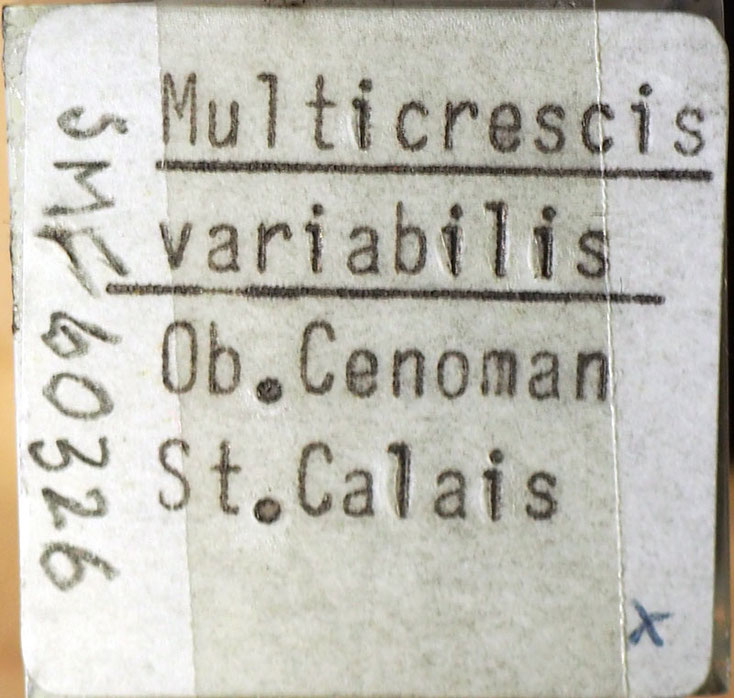 Multicrescis
variabilis
Ob. Cenoman
St. Calais
SMF 60326
x